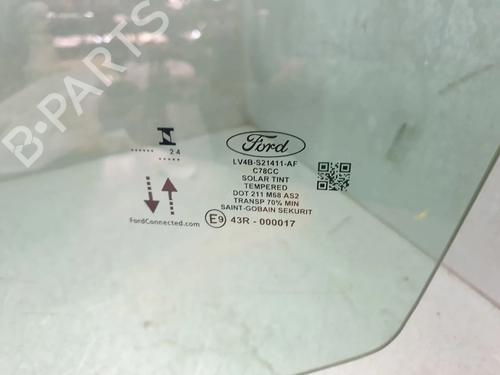 B-PARTS
24
FordConnected.com
Ford
LV4B-S21411-AF
C78CC
SOLAR TINT
TEMPERED
DOT 211 M68 AS2
TRANSP 70% MIN
SAINT-GOBAIN SEKURIT
E9 43R - 000017